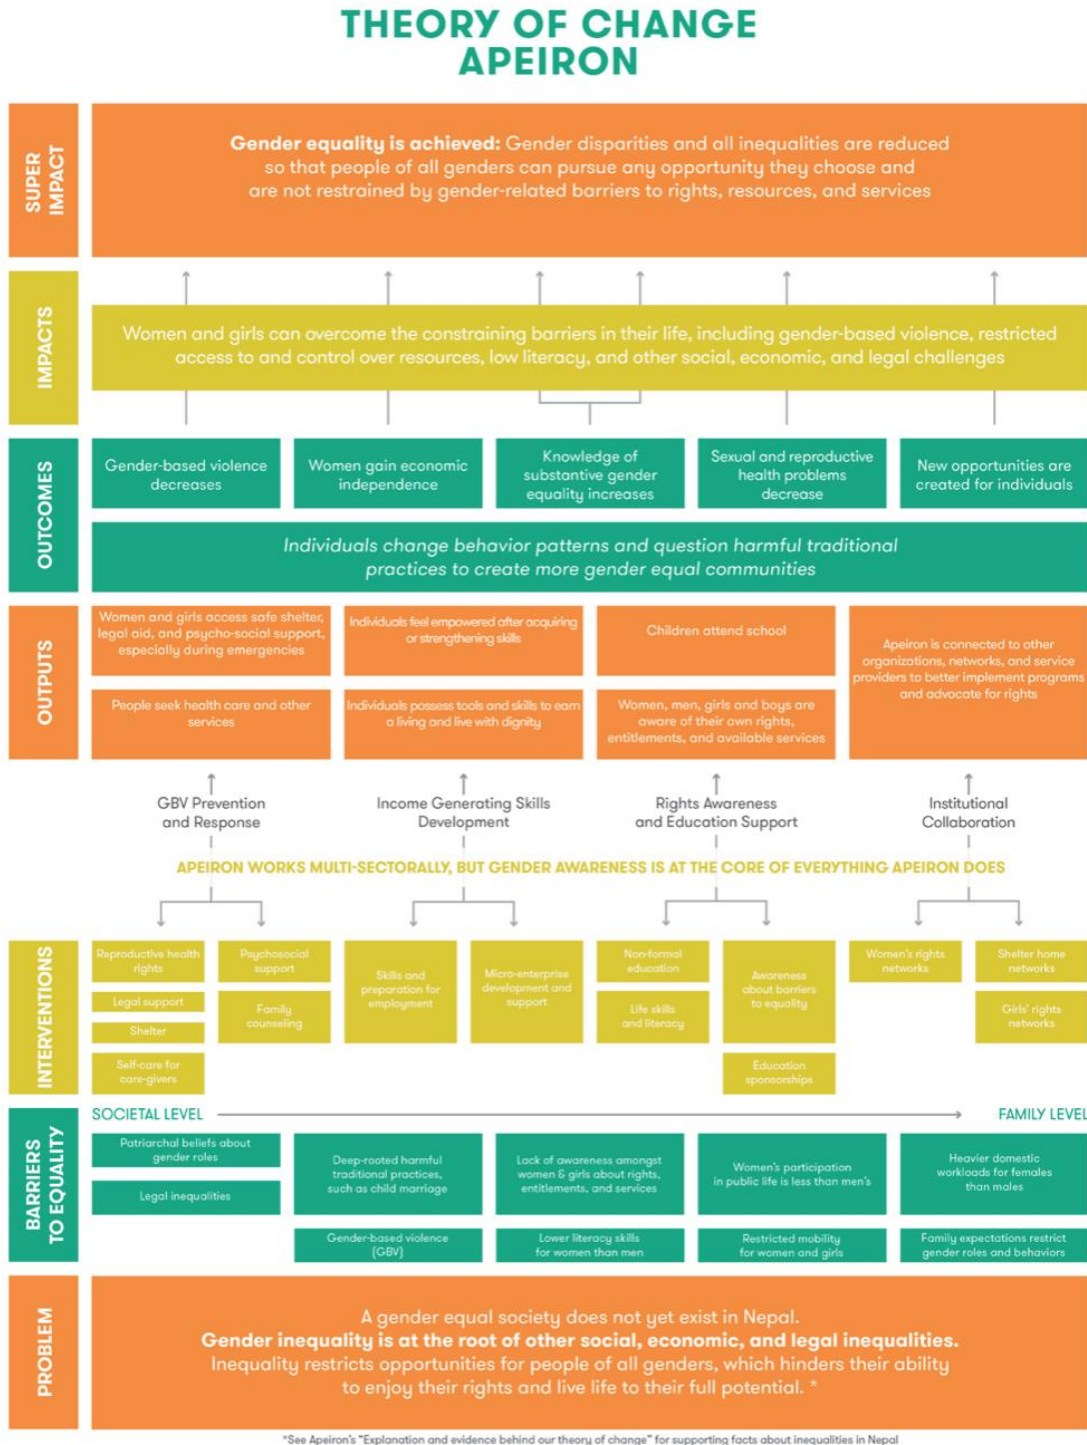 THEORY OF CHANGE
APEIRON
SUPER
IMPACT
Gender equality is achieved: Gender disparities and all inequalities are reduced
so that people of all genders can pursue any opportunity they choose and
are not restrained by gender-related barriers to rights, resources, and services
IMPACTS
Women and girls can overcome the constraining barriers in their life, including gender-based violence, restricted
access to and control over resources, low literacy, and other social, economic, and legal challenges
OUTCOMES
Gender-based violence
decreases
Women gain economic
independence
Knowledge of
substantive gender
equality increases
Sexual and reproductive
health problems
decrease
New opportunities are
created for individuals
Individuals change behavior patterns and question harmful traditional
practices to create more gender equal communities
OUTPUTS
Women and girls access safe shelter,
legal aid, and psycho-social support,
especially during emergencies
Individuals feel empowered after acquiring
or strengthening skills
Children attend school
Apeiron is connected to other
organizations, networks, and service
providers to better implement programs
and advocate for rights
People seek health care and other
services
Individuals possess tools and skills to earn
a living and live with dignity
Women, men, girls and boys are
aware of their own rights,
entitlements, and available services
GBV Prevention
and Response
Income Generating Skills
Development
Rights Awareness
and Education Support
Institutional
Collaboration
APEIRON WORKS MULTI-SECTORALLY, BUT GENDER AWARENESS IS AT THE CORE OF EVERYTHING APEIRON DOES
INTERVENTIONS
Reproductive health
rights
Legal support
Shelter
Self-care for
care-givers
Psychosocial
support
Family
counseling
Skills and
preparation for
employment
Micro-enterprise
development and
support
Non-formal
education
Life skills
and literacy
Awareness
about barriers
to equality
Education
sponsorships
Women's rights
networks
Shelter home
networks
Girls' rights
networks
BARRIERS
TO EQUALITY
SOCIETAL LEVEL
FAMILY LEVEL
Patriarchal beliefs about
gender roles
Legal inequalities
Deep-rooted harmful
traditional practices,
such as child marriage
Gender-based violence
(GBV)
Lack of awareness amongst
women & girls about rights,
entitlements, and services
Lower literacy skills
for women than men
Women's participation
in public life is less than men's
Restricted mobility
for women and girls
Heavier domestic
workloads for females
than males
Family expectations restrict
gender roles and behaviors
PROBLEM
A gender equal society does not yet exist in Nepal.
Gender inequality is at the root of other social, economic, and legal inequalities.
Inequality restricts opportunities for people of all genders, which hinders their ability
to enjoy their rights and live life to their full potential. *
*See Apeiron's "Explanation and evidence behind our theory of change" for supporting facts about inequalities in Nepal